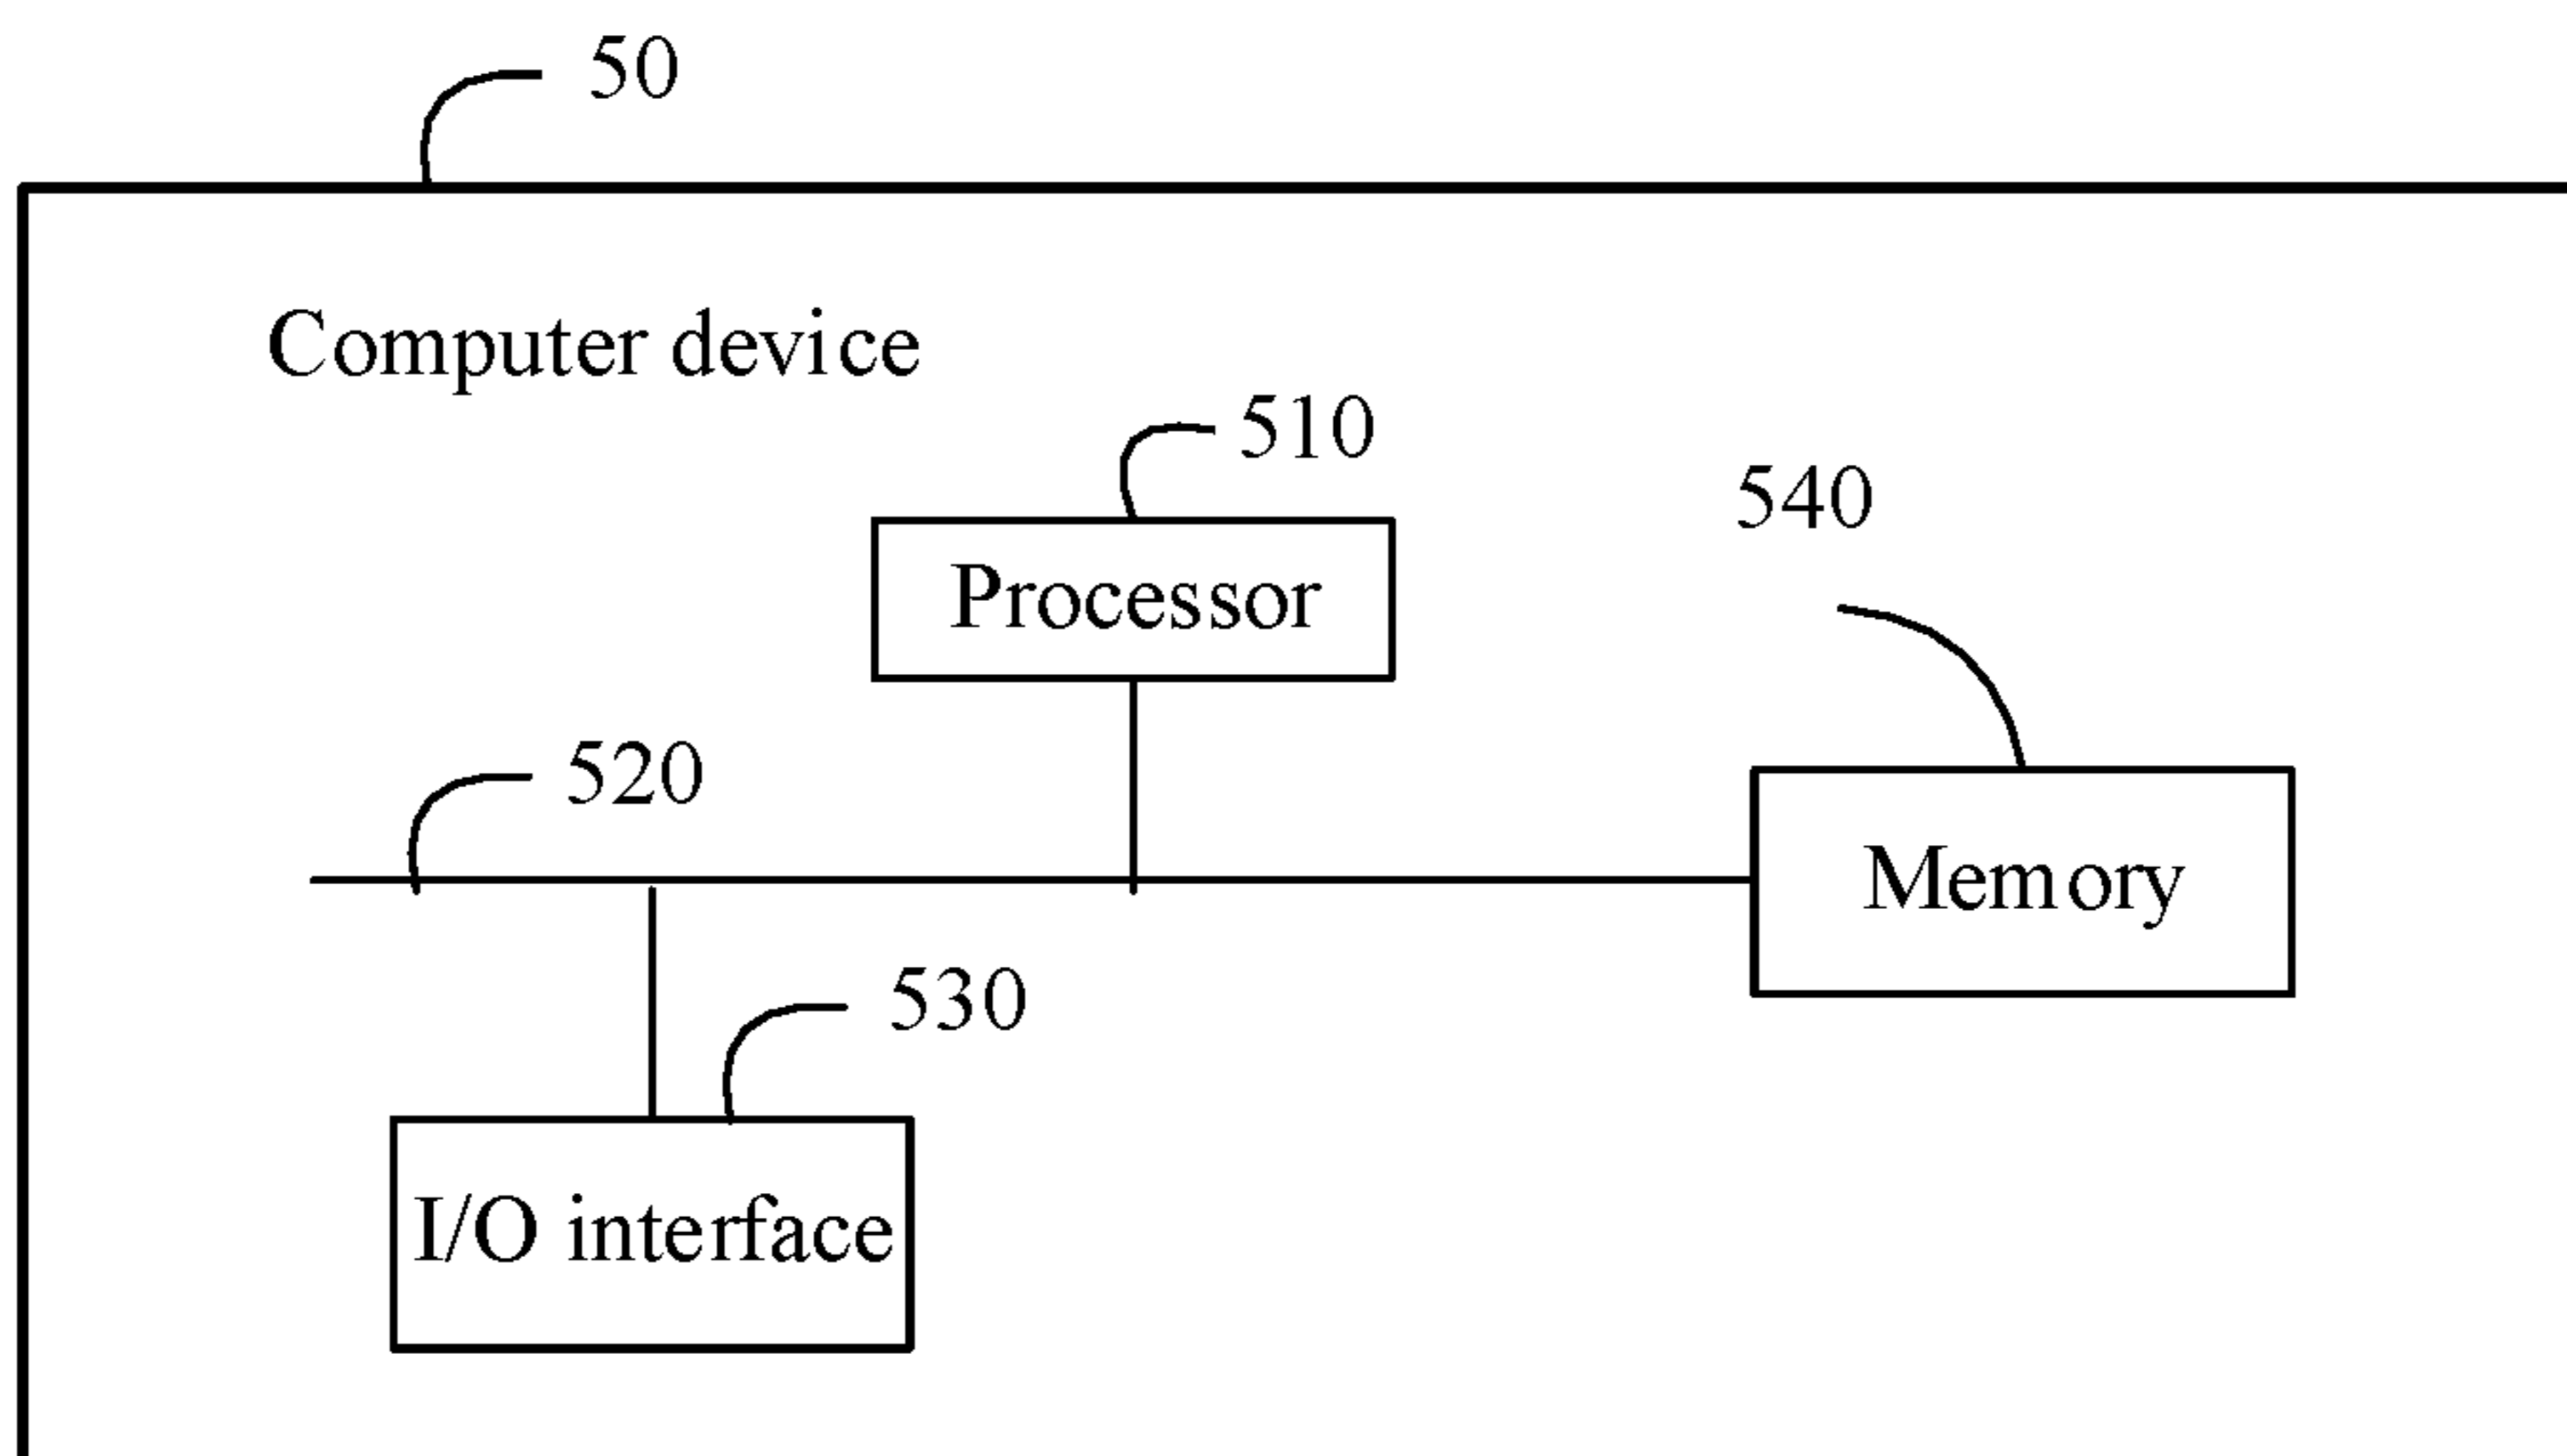 50
Computer device
510
540
Processor
520
Memory
530
I/O interface